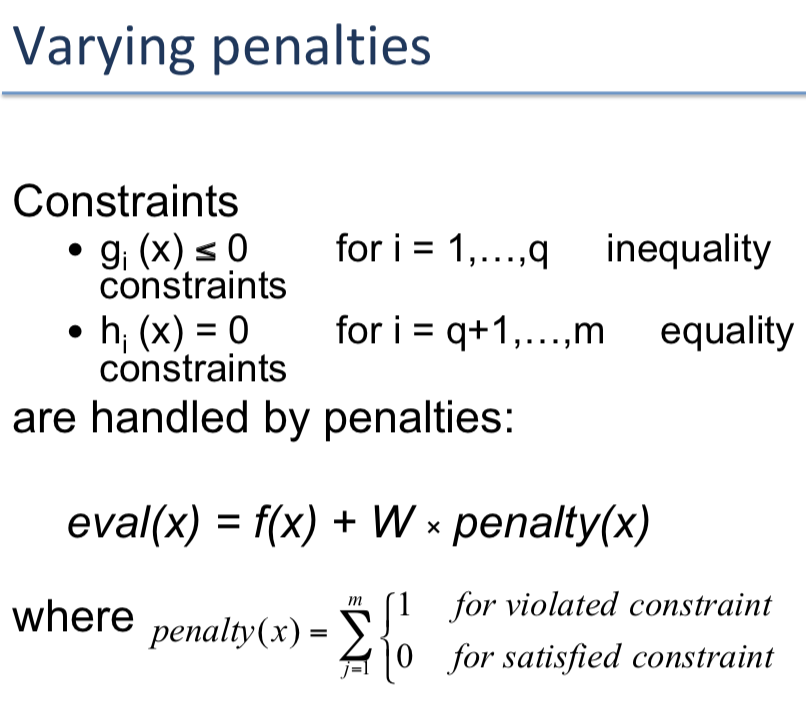 Varying penalties
Constraints
• gᵢ (x) ≤ 0 for i = 1,…,q inequality
constraints
• hᵢ (x) = 0 for i = q+1,…,m equality
constraints
are handled by penalties:
eval(x) = f(x) + W × penalty(x)
where penalty(x) = ∑_{j=1}^{m} { 1 for violated constraint
0 for satisfied constraint